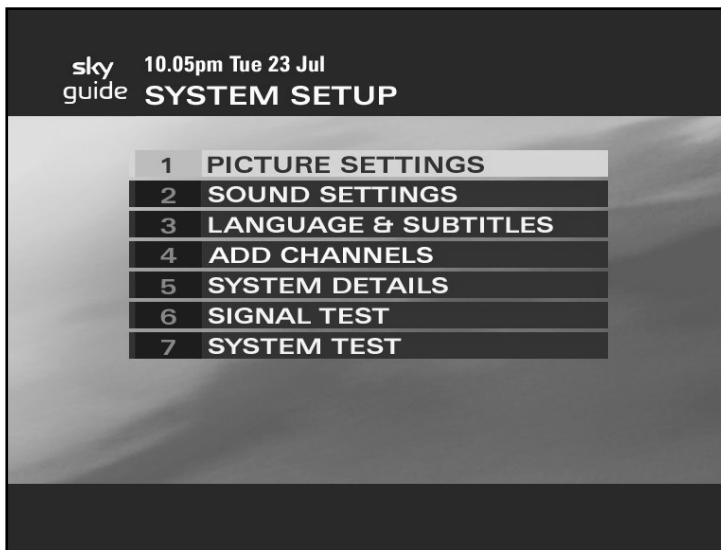 sky 10.05pm Tue 23 Jul
guide SYSTEM SETUP
1 PICTURE SETTINGS
2 SOUND SETTINGS
3 LANGUAGE & SUBTITLES
4 ADD CHANNELS
5 SYSTEM DETAILS
6 SIGNAL TEST
7 SYSTEM TEST